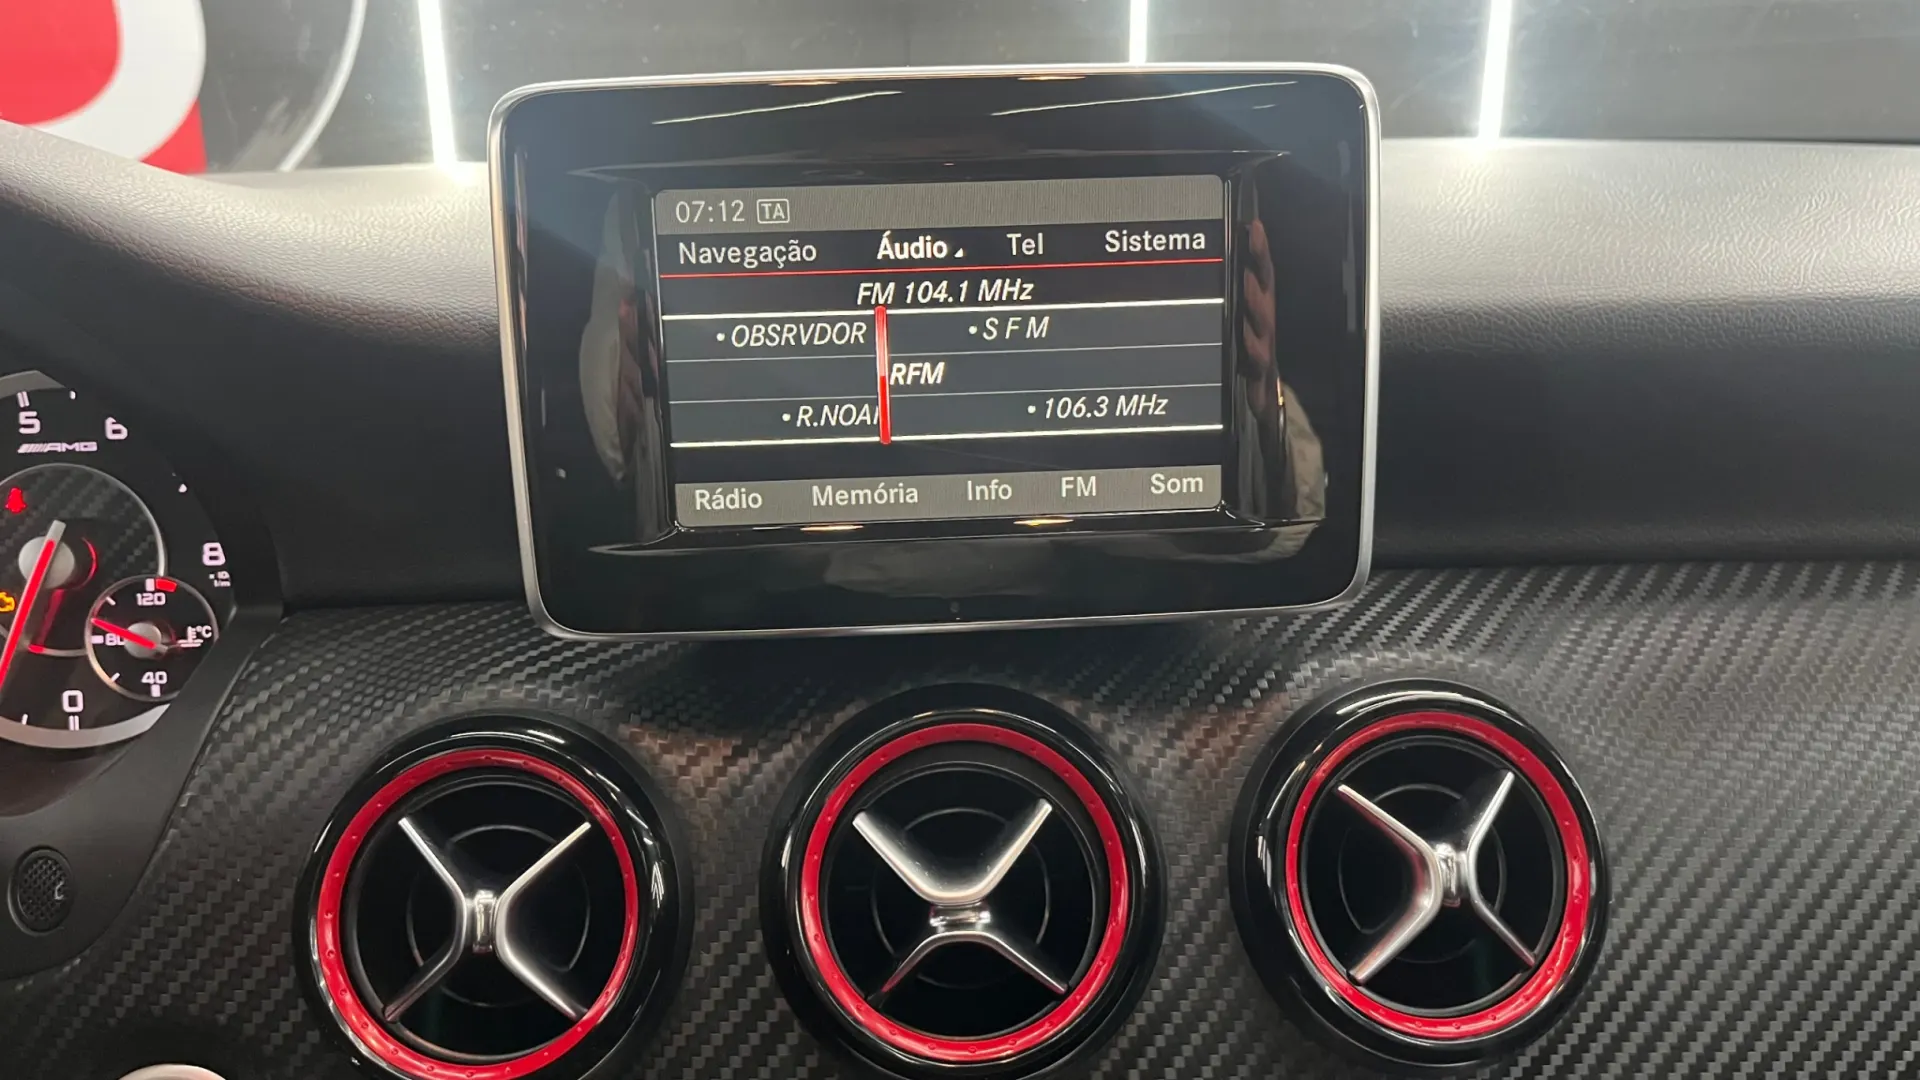 07:12 TA
Navegação Áudio Tel Sistema
FM 104.1 MHz
• OBSRVDOR • S F M
RFM
• R.NOA • 106.3 MHz
Rádio Memória Info FM Som
5 6
AMG
8
120
80 °C
40
0